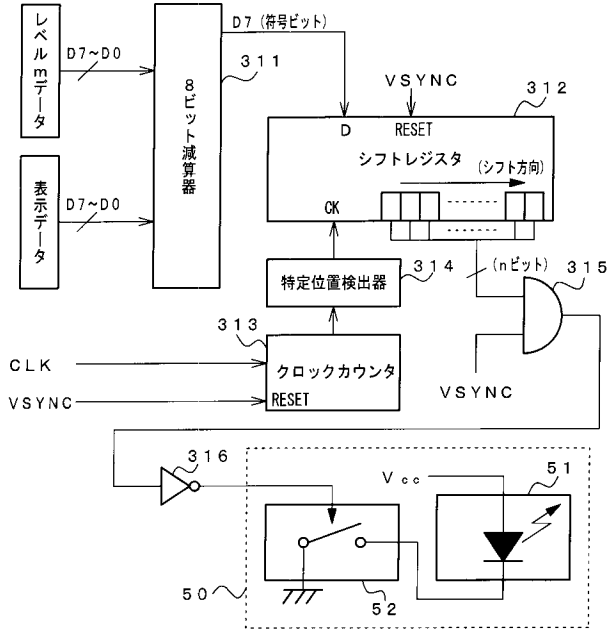 レベルmデータ
D7~D0
8ビット減算器
D7(符号ビット)
311
表示データ
D7~D0
VSYNC
312
D
RESET
シフトレジスタ
(シフト方向)
CK
(nビット)
315
特定位置検出器
314
313
CLK
クロックカウンタ
VSYNC
RESET
VSYNC
316
Vcc
51
50
52